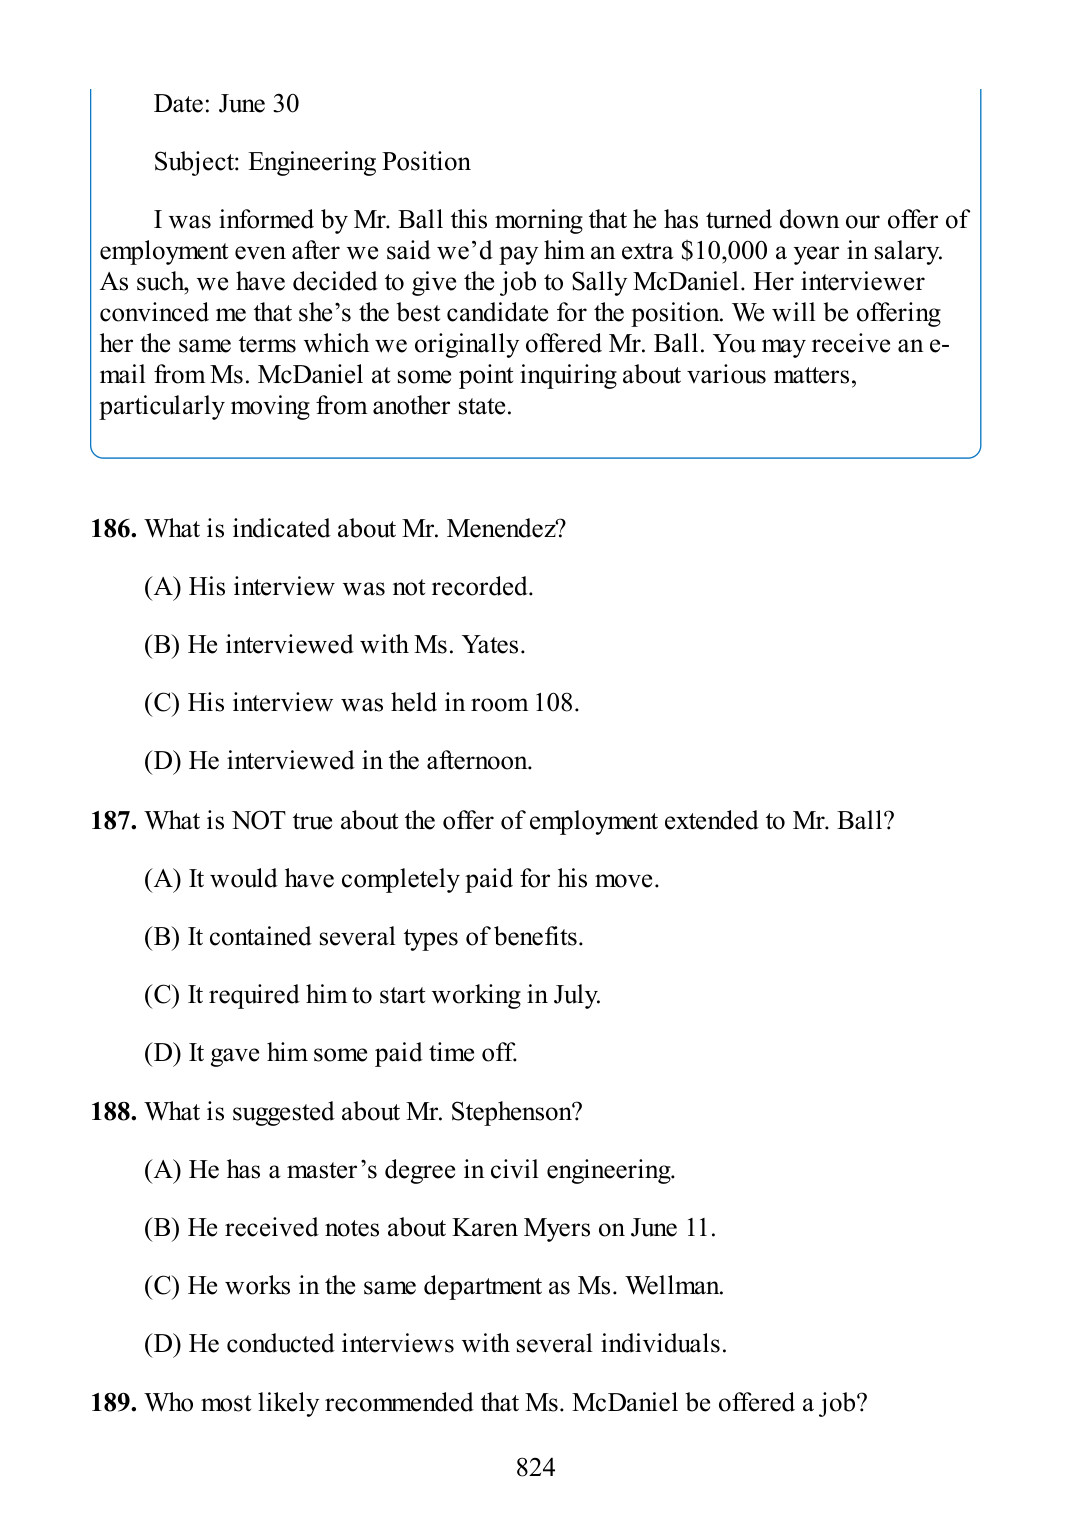 Date: June 30
Subject: Engineering Position
I was informed by Mr. Ball this morning that he has turned down our offer of
employment even after we said we’d pay him an extra $10,000 a year in salary.
As such, we have decided to give the job to Sally McDaniel. Her interviewer
convinced me that she’s the best candidate for the position. We will be offering
her the same terms which we originally offered Mr. Ball. You may receive an e-
mail from Ms. McDaniel at some point inquiring about various matters,
particularly moving from another state.
186. What is indicated about Mr. Menendez?
(A) His interview was not recorded.
(B) He interviewed with Ms. Yates.
(C) His interview was held in room 108.
(D) He interviewed in the afternoon.
187. What is NOT true about the offer of employment extended to Mr. Ball?
(A) It would have completely paid for his move.
(B) It contained several types of benefits.
(C) It required him to start working in July.
(D) It gave him some paid time off.
188. What is suggested about Mr. Stephenson?
(A) He has a master’s degree in civil engineering.
(B) He received notes about Karen Myers on June 11.
(C) He works in the same department as Ms. Wellman.
(D) He conducted interviews with several individuals.
189. Who most likely recommended that Ms. McDaniel be offered a job?
824